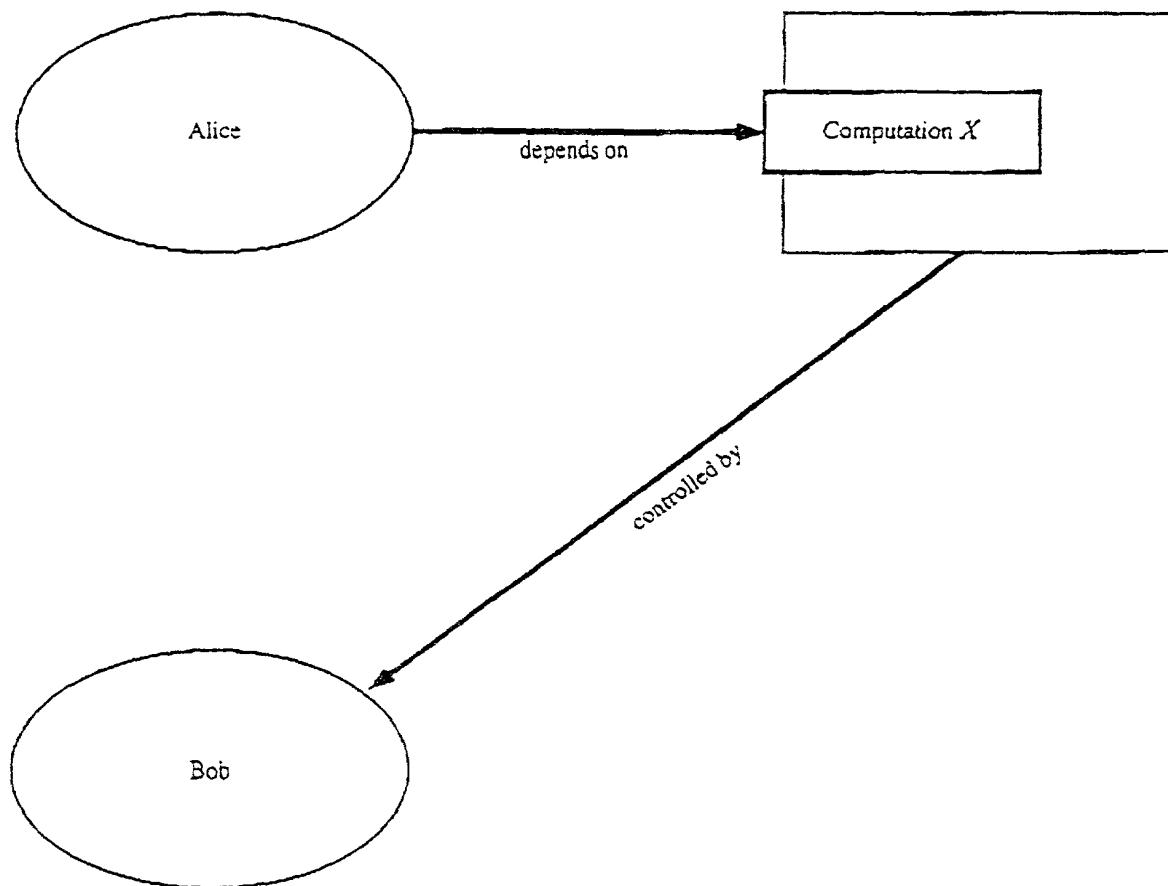 Alice
Computation X
depends on
controlled by
Bob